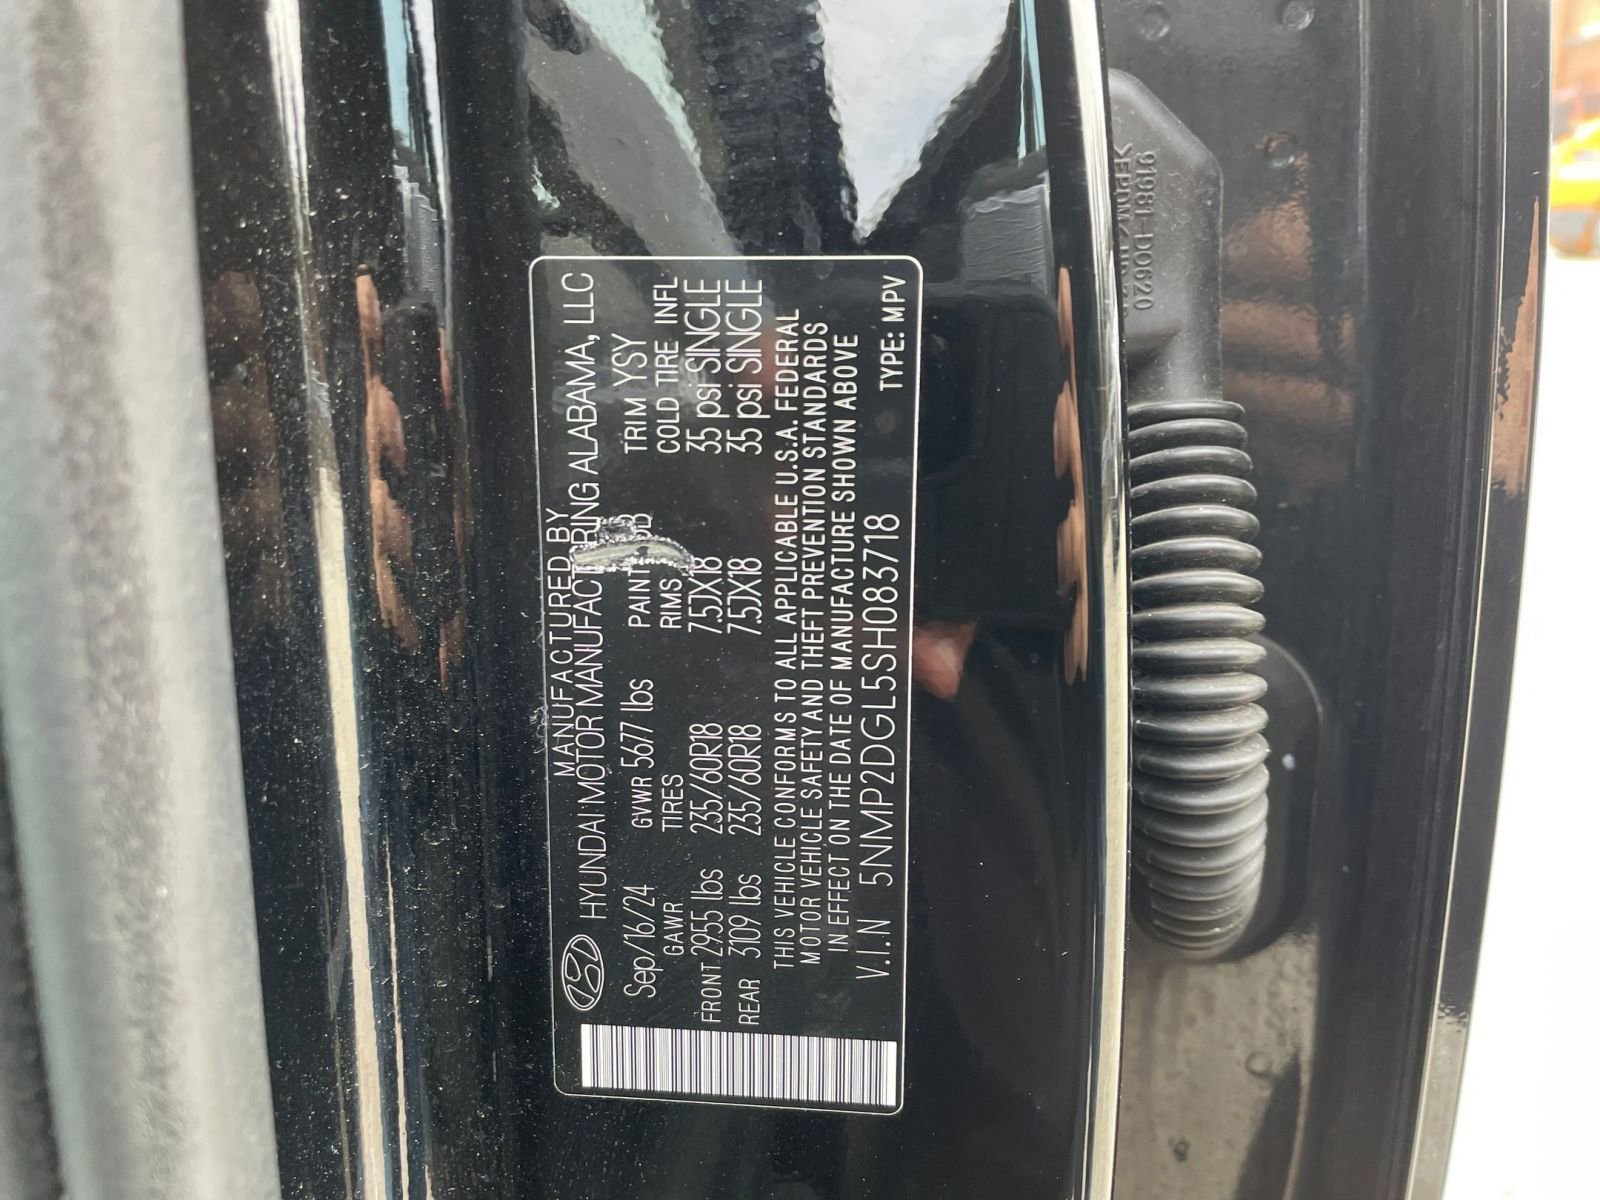 MANUFACTURED BY
HYUNDAI MOTOR MANUFACTURING ALABAMA, LLC
Sep/16/24 GVWR 5677 lbs PAINT TRIM YSY
GAWR TIRES RIMS COLD TIRE INFL
FRONT 2955 lbs 235/60R18 7.5JX18 35 psi SINGLE
REAR 3109 lbs 235/60R18 7.5JX18 35 psi SINGLE
THIS VEHICLE CONFORMS TO ALL APPLICABLE U.S.A. FEDERAL
MOTOR VEHICLE SAFETY AND THEFT PREVENTION STANDARDS
IN EFFECT ON THE DATE OF MANUFACTURE SHOWN ABOVE
V.I.N 5NMP2DGL5SH083718 TYPE: MPV
91981-DO620